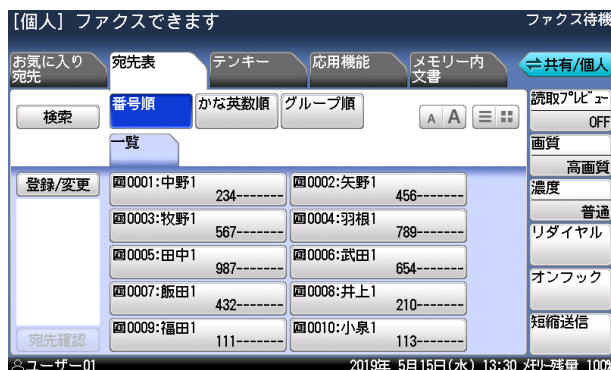 [個人] ファクスできます
ファクス待機
お気に入り
宛先
宛先表
テンキー
応用機能
メモリー内
文書
⇌共有/個人
検索
番号順
かな英数順
グループ順
A A
一覧
登録/変更
0001:中野1
234-------
0002:矢野1
456-------
0003:牧野1
567-------
0004:羽根1
789-------
0005:田中1
987-------
0006:武田1
654-------
0007:飯田1
432-------
0008:井上1
210-------
0009:福田1
111-------
0010:小泉1
113-------
宛先確認
読取プレビュー
OFF
画質
高画質
濃度
普通
リダイヤル
オンフック
短縮送信
ユーザー01
2019年 5月15日(水) 13:30 メモリー残量 100%